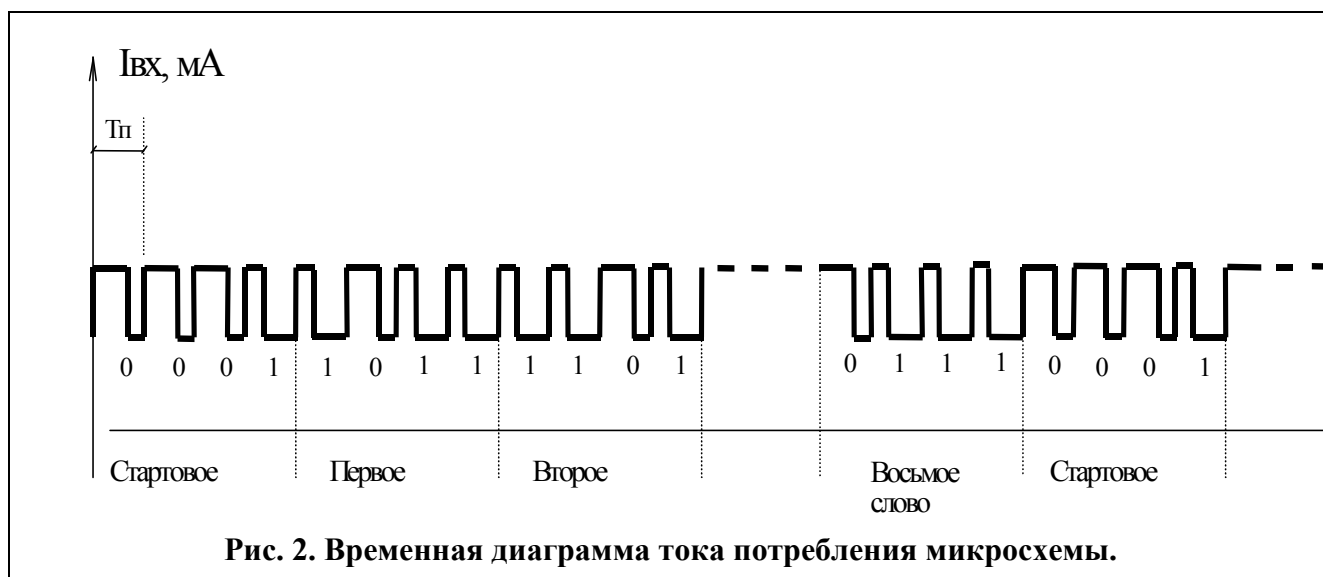 Iвх, мА
Тп
0 0 0 1 1 0 1 1 1 1 0 1 0 1 1 1 0 0 0 1
Стартовое Первое Второе Восьмое Стартовое
слово
Рис. 2. Временная диаграмма тока потребления микросхемы.